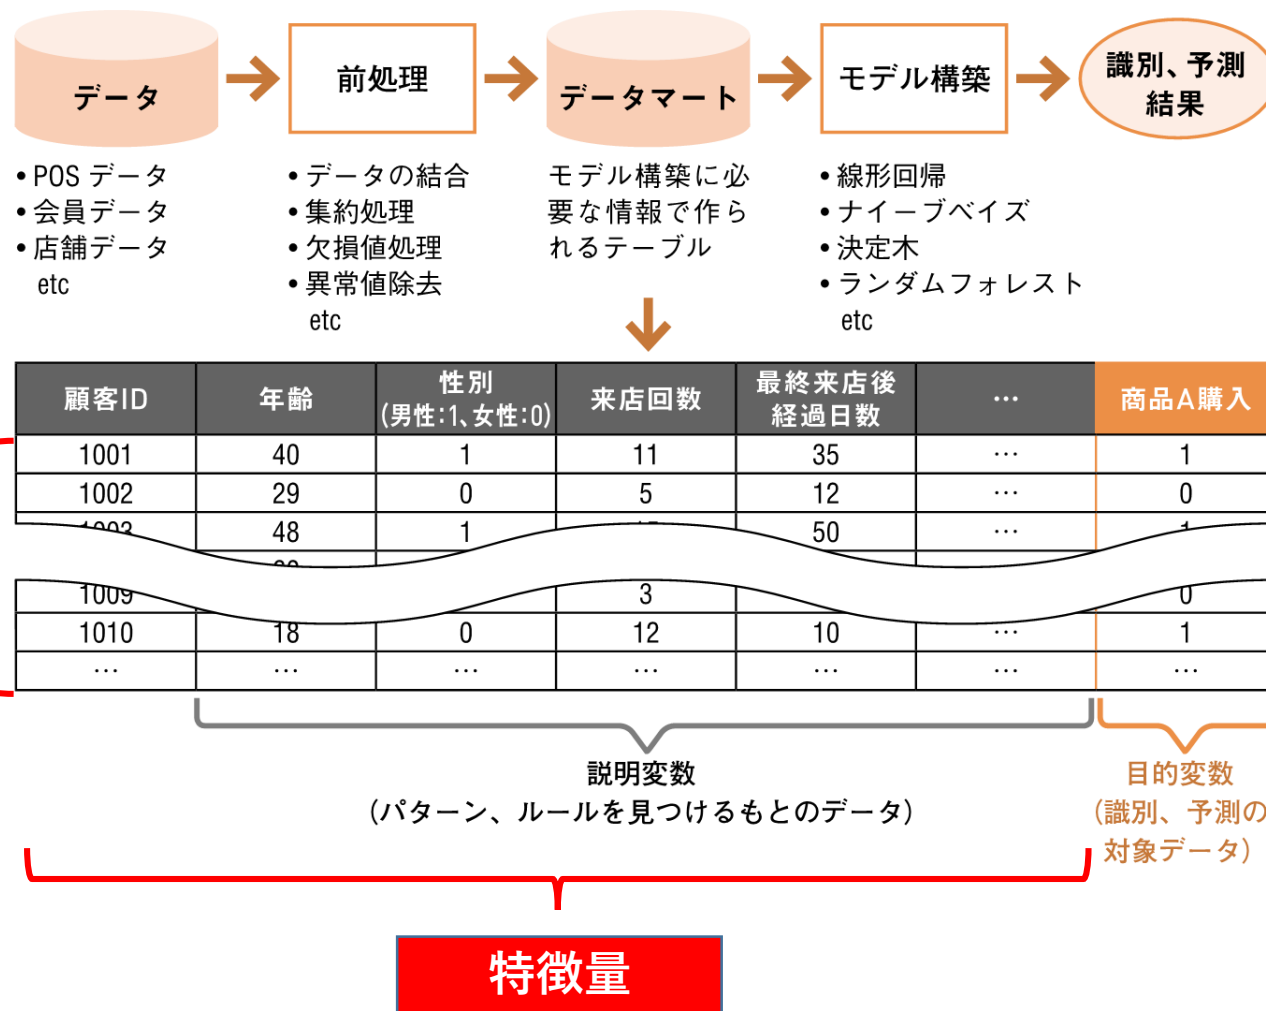 データ
前処理
データマート
モデル構築
識別、予測
結果
• POS データ
• 会員データ
• 店舗データ
etc
• データの結合
• 集約処理
• 欠損値処理
• 異常値除去
etc
モデル構築に必
要な情報で作ら
れるテーブル
• 線形回帰
• ナイーブベイズ
• 決定木
• ランダムフォレスト
etc
顧客ID 年齢 性別 (男性:1、女性:0) 来店回数 最終来店後 経過日数 … 商品A購入
1001 40 1 11 35 … 1
1002 29 0 5 12 … 0
1003 48 1 50 … 1
1009 3 0
1010 18 0 12 10 … 1
… … … … … … …
説明変数
(パターン、ルールを見つけるもとのデータ)
目的変数
(識別、予測の
対象データ)
特徴量